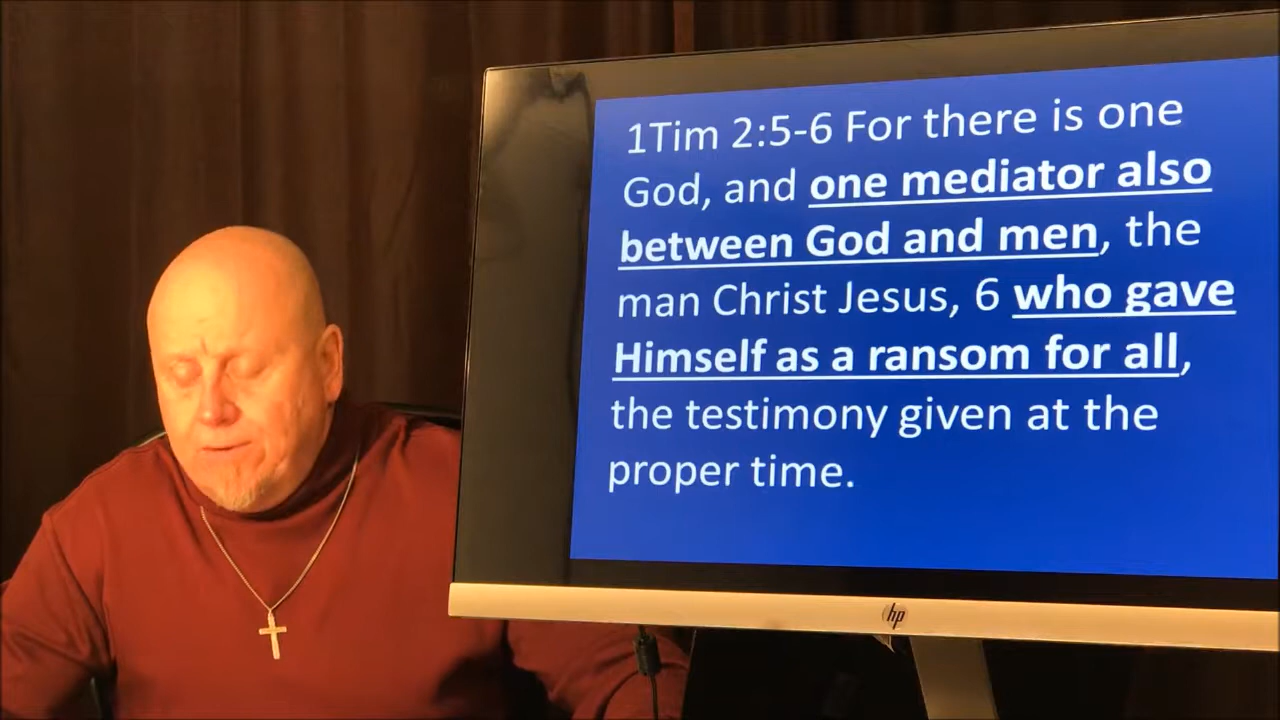 1Tim 2:5-6 For there is one
God, and one mediator also
between God and men, the
man Christ Jesus, 6 who gave
Himself as a ransom for all,
the testimony given at the
proper time.
hp